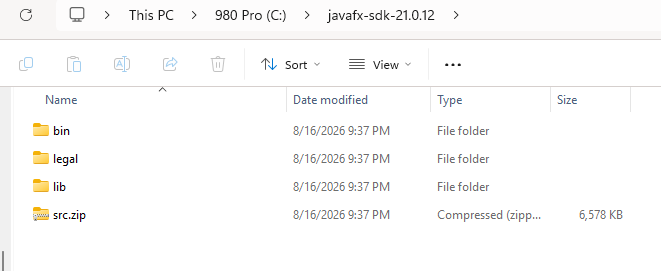 This PC > 980 Pro (C:) > javafx-sdk-21.0.12 >
Sort View ...
Name Date modified Type Size
bin 8/16/2026 9:37 PM File folder
legal 8/16/2026 9:37 PM File folder
lib 8/16/2026 9:37 PM File folder
src.zip 8/16/2026 9:37 PM Compressed (zipp... 6,578 KB